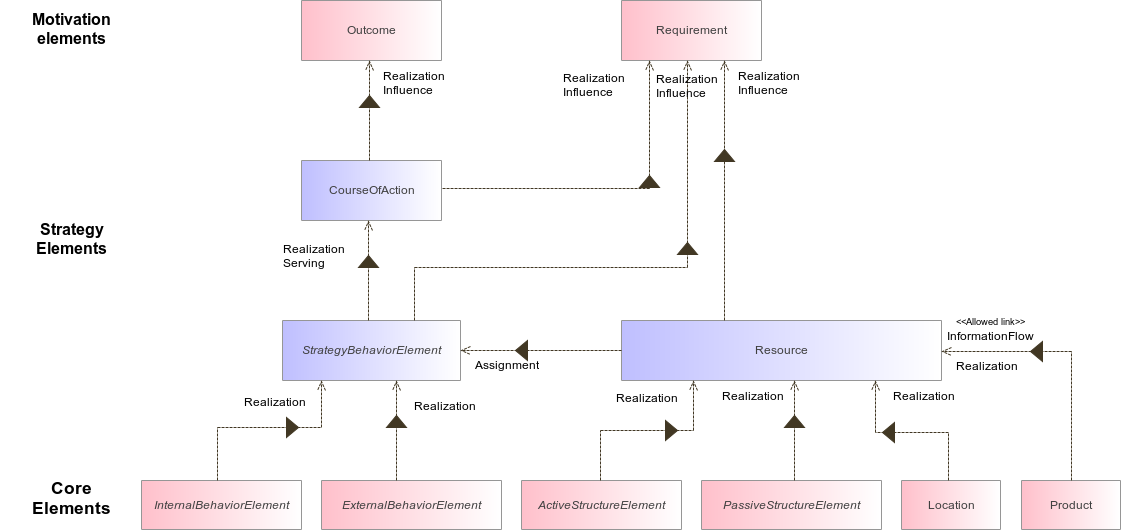 Motivation
elements
Outcome
Requirement
Realization
Influence
Realization
Influence
Realization
Influence
Realization
Influence
CourseOfAction
Strategy
Elements
Realization
Serving
StrategyBehaviorElement
Assignment
Resource
<<Allowed link>>
InformationFlow
Realization
Realization
Realization
Realization
Realization
Realization
Core
Elements
InternalBehaviorElement
ExternalBehaviorElement
ActiveStructureElement
PassiveStructureElement
Location
Product